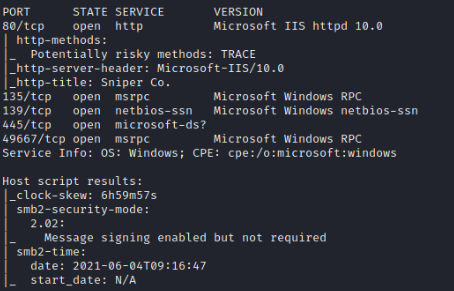 PORT      STATE SERVICE       VERSION
80/tcp    open  http          Microsoft IIS httpd 10.0
| http-methods:
|_  Potentially risky methods: TRACE
|_http-server-header: Microsoft-IIS/10.0
|_http-title: Sniper Co.
135/tcp   open  msrpc         Microsoft Windows RPC
139/tcp   open  netbios-ssn   Microsoft Windows netbios-ssn
445/tcp   open  microsoft-ds?
49667/tcp open  msrpc         Microsoft Windows RPC
Service Info: OS: Windows; CPE: cpe:/o:microsoft:windows

Host script results:
|_clock-skew: 6h59m57s
| smb2-security-mode:
|   2.02:
|_    Message signing enabled but not required
| smb2-time:
|   date: 2021-06-04T09:16:47
|_  start_date: N/A